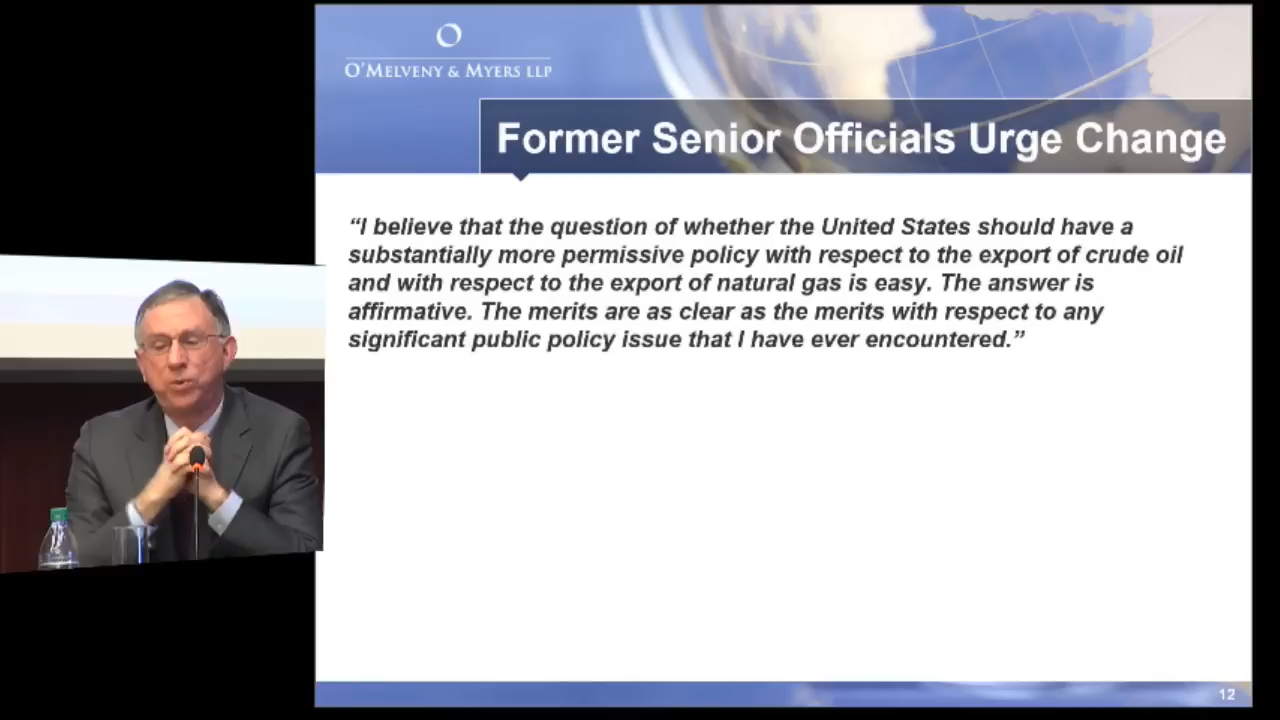 O'MELVENY & MYERS LLP
Former Senior Officials Urge Change
“I believe that the question of whether the United States should have a
substantially more permissive policy with respect to the export of crude oil
and with respect to the export of natural gas is easy. The answer is
affirmative. The merits are as clear as the merits with respect to any
significant public policy issue that I have ever encountered.”
12